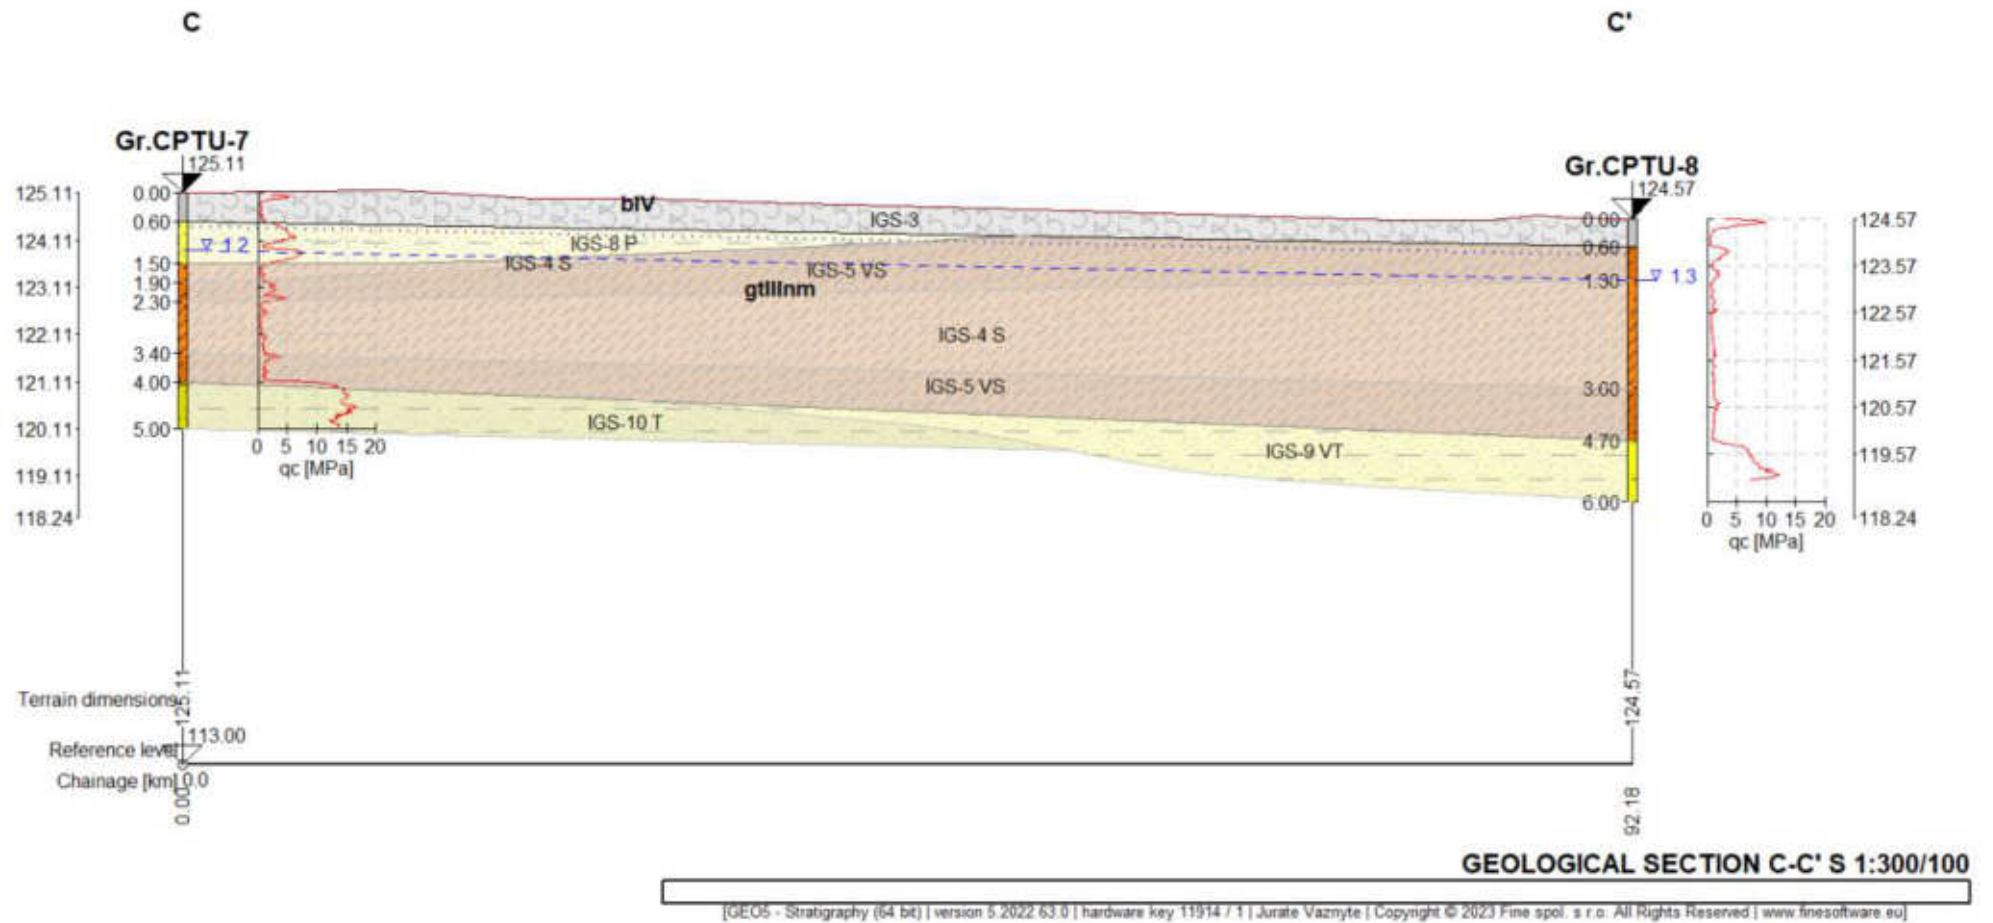 C C'
Gr.CPTU-7
125.11
Gr.CPTU-8
124.57
125.11
124.11
123.11
122.11
121.11
120.11
119.11
118.24
0.00
0.60
1.50
1.90
2.30
3.40
4.00
5.00
1.2
bIV
IGS-3
IGS-8 P
IGS-4 S
IGS-5 VS
gtIIInm
IGS-4 S
IGS-5 VS
IGS-10 T
IGS-9 VT
0 5 10 15 20
qc [MPa]
0.00
0.60
1.30
3.60
4.70
6.00
1.3
0 5 10 15 20
qc [MPa]
124.57
123.57
122.57
121.57
120.57
119.57
118.24
Terrain dimensions
125.11
124.57
Reference level
113.00
Chainage [km]
0.0
0.00
92.18
GEOLOGICAL SECTION C-C' S 1:300/100
[GEO5 - Stratigraphy (64 bit) | version 5.2022.63.0 | hardware key 11914 / 1 | Jurate Vaznyte | Copyright © 2023 Fine spol. s r.o. All Rights Reserved | www.finesoftware.eu]